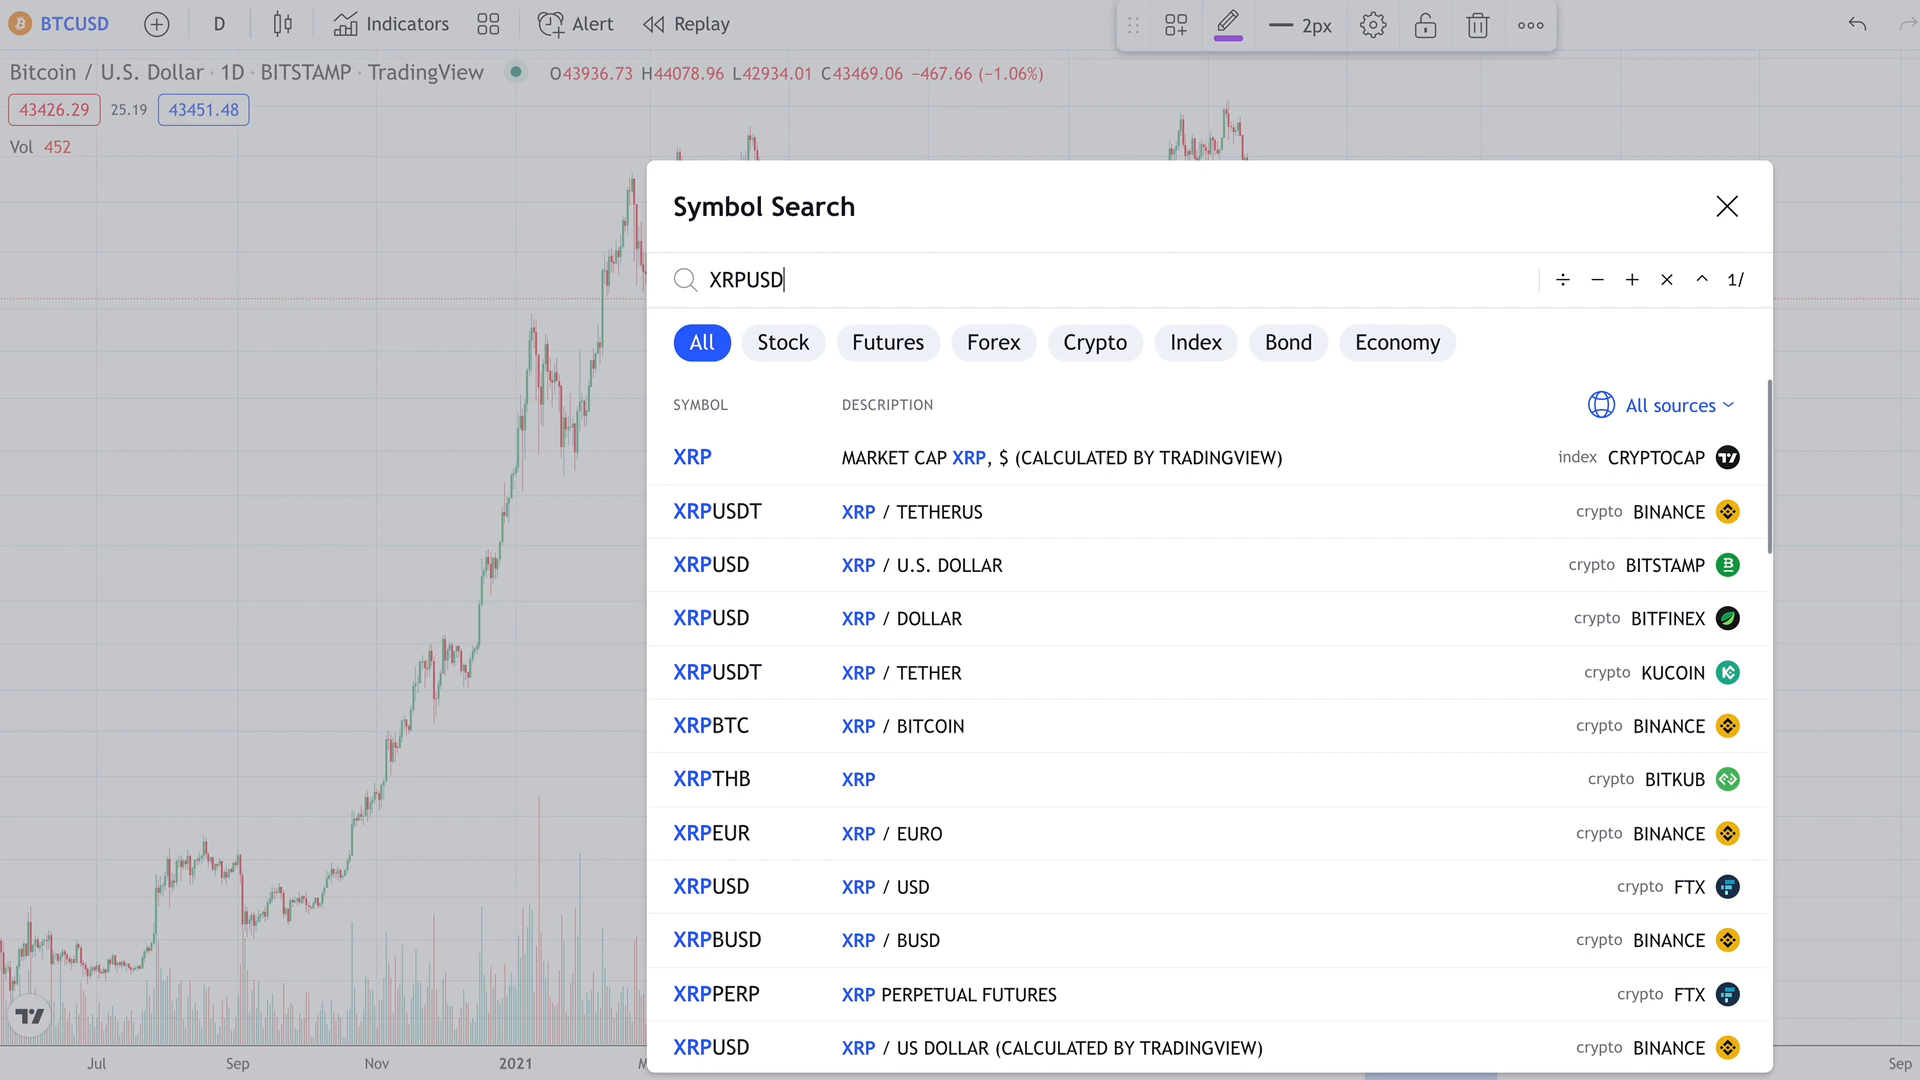 BTCUSD D Indicators Alert Replay 2px
Bitcoin / U.S. Dollar · 1D · BITSTAMP · TradingView O43936.73 H44078.96 L42934.01 C43469.06 −467.66 (−1.06%)
43426.29 25.19 43451.48
Vol 452
Symbol Search
XRPUSD ÷ − + × ^ 1/
All Stock Futures Forex Crypto Index Bond Economy
SYMBOL DESCRIPTION All sources
XRP MARKET CAP XRP, $ (CALCULATED BY TRADINGVIEW) index CRYPTOCAP
XRPUSDT XRP / TETHERUS crypto BINANCE
XRPUSD XRP / U.S. DOLLAR crypto BITSTAMP
XRPUSD XRP / DOLLAR crypto BITFINEX
XRPUSDT XRP / TETHER crypto KUCOIN
XRPBTC XRP / BITCOIN crypto BINANCE
XRPTHB XRP crypto BITKUB
XRPEUR XRP / EURO crypto BINANCE
XRPUSD XRP / USD crypto FTX
XRPBUSD XRP / BUSD crypto BINANCE
XRPPERP XRP PERPETUAL FUTURES crypto FTX
XRPUSD XRP / US DOLLAR (CALCULATED BY TRADINGVIEW) crypto BINANCE
Jul Sep Nov 2021 Sep